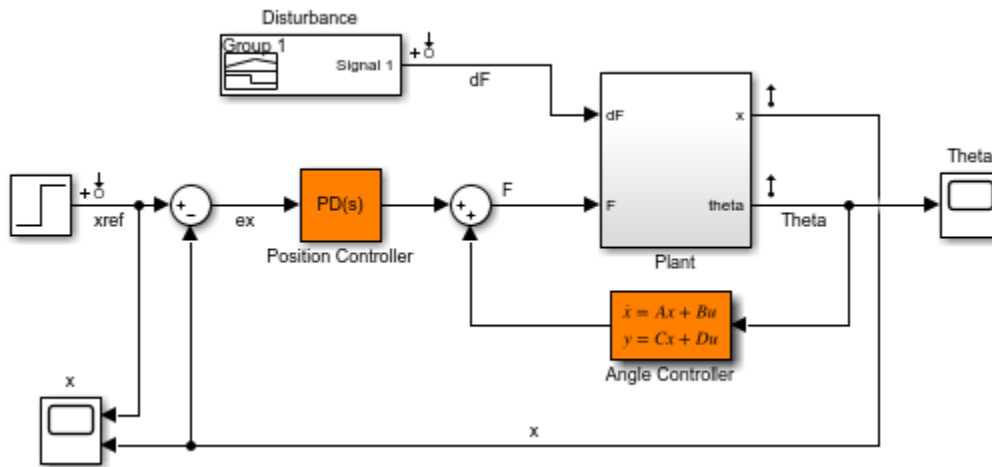 Disturbance
Group 1
Signal 1
+
dF
dF
x
Theta
+
xref
+
−
ex
PD(s)
Position Controller
+
+
F
F
theta
Theta
Plant
ẋ = Ax + Bu
y = Cx + Du
Angle Controller
x
x